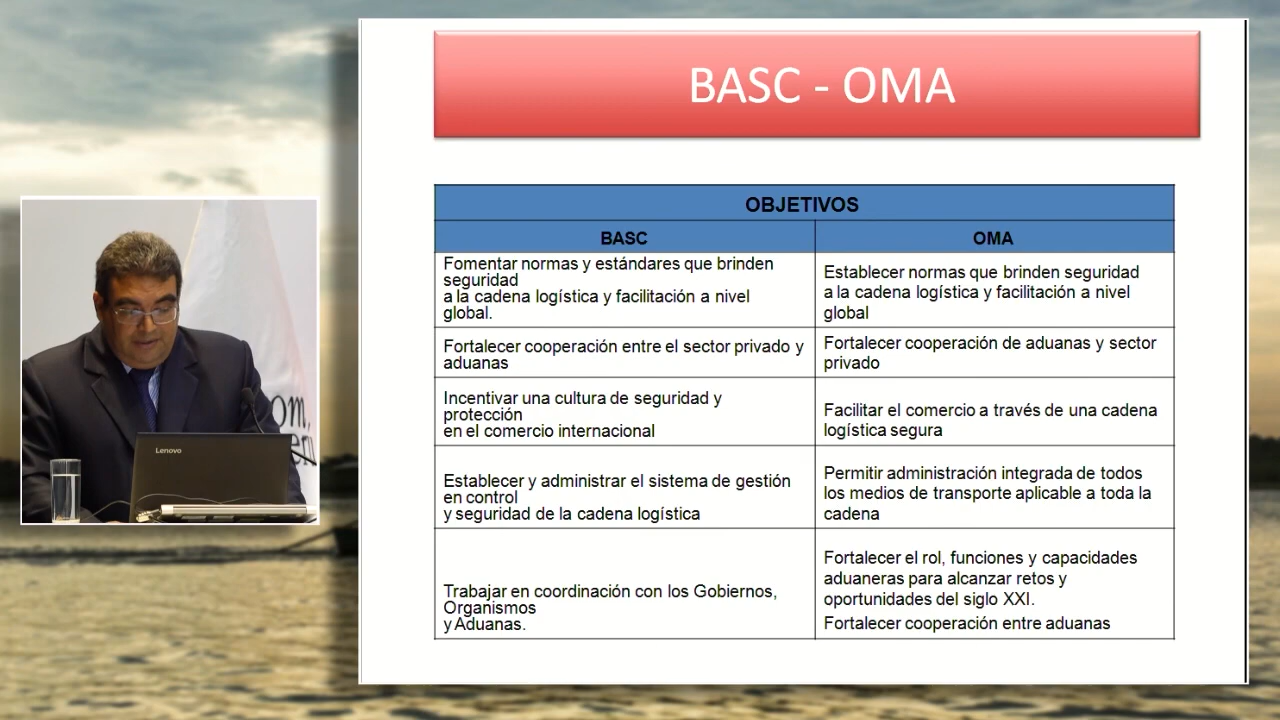 BASC - OMA
OBJETIVOS
BASC
OMA
Fomentar normas y estándares que brinden
seguridad
a la cadena logística y facilitación a nivel
global.
Establecer normas que brinden seguridad
a la cadena logística y facilitación a nivel
global
Fortalecer cooperación entre el sector privado y
aduanas
Fortalecer cooperación de aduanas y sector
privado
Incentivar una cultura de seguridad y
protección
en el comercio internacional
Facilitar el comercio a través de una cadena
logística segura
Establecer y administrar el sistema de gestión
en control
y seguridad de la cadena logística
Permitir administración integrada de todos
los medios de transporte aplicable a toda la
cadena
Trabajar en coordinación con los Gobiernos,
Organismos
y Aduanas.
Fortalecer el rol, funciones y capacidades
aduaneras para alcanzar retos y
oportunidades del siglo XXI.
Fortalecer cooperación entre aduanas
Lenovo